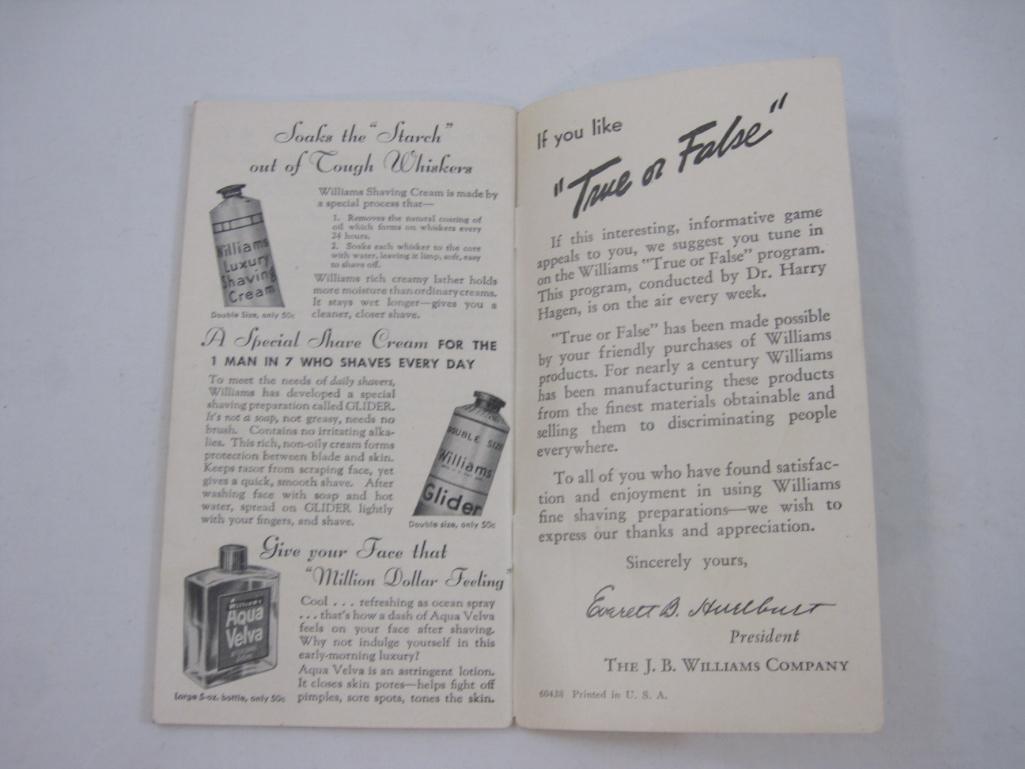 Soaks the "Starch"
out of Tough Whiskers
Williams
Luxury
Shaving
Cream
Double Size, only 50c
Williams Shaving Cream is made by
a special process that—
1. Removes the natural coating of
oil which forms on whiskers every
24 hours.
2. Soaks each whisker to the core
with water, leaving it limp, soft, easy
to shave off.
Williams rich creamy lather holds
more moisture than ordinary creams.
It stays wet longer—gives you a
cleaner, closer shave.
A Special Shave Cream FOR THE
1 MAN IN 7 WHO SHAVES EVERY DAY
To meet the needs of daily shavers,
Williams has developed a special
shaving preparation called GLIDER.
It's not a soap, not greasy, needs no
brush. Contains no irritating alka-
lies. This rich, non-oily cream forms
protection between blade and skin.
Keeps razor from scraping face, yet
gives a quick, smooth shave. After
washing face with soap and hot
water, spread on GLIDER lightly
with your fingers, and shave.
DOUBLE SIZE
Williams
Glider
Double size, only 50c
Give your Face that
"Million Dollar Feeling"
Williams
Aqua
Velva
Large 5-oz. bottle, only 50c
Cool . . . refreshing as ocean spray
. . . that's how a dash of Aqua Velva
feels on your face after shaving.
Why not indulge yourself in this
early-morning luxury?
Aqua Velva is an astringent lotion.
It closes skin pores—helps fight off
pimples, sore spots, tones the skin.
If you like
"True or False"
If this interesting, informative game
appeals to you, we suggest you tune in
on the Williams "True or False" program.
This program, conducted by Dr. Harry
Hagen, is on the air every week.
"True or False" has been made possible
by your friendly purchases of Williams
products. For nearly a century Williams
has been manufacturing these products
from the finest materials obtainable and
selling them to discriminating people
everywhere.
To all of you who have found satisfac-
tion and enjoyment in using Williams
fine shaving preparations—we wish to
express our thanks and appreciation.
Sincerely yours,
Everett B. Hurlburt
President
THE J. B. WILLIAMS COMPANY
Printed in U. S. A.